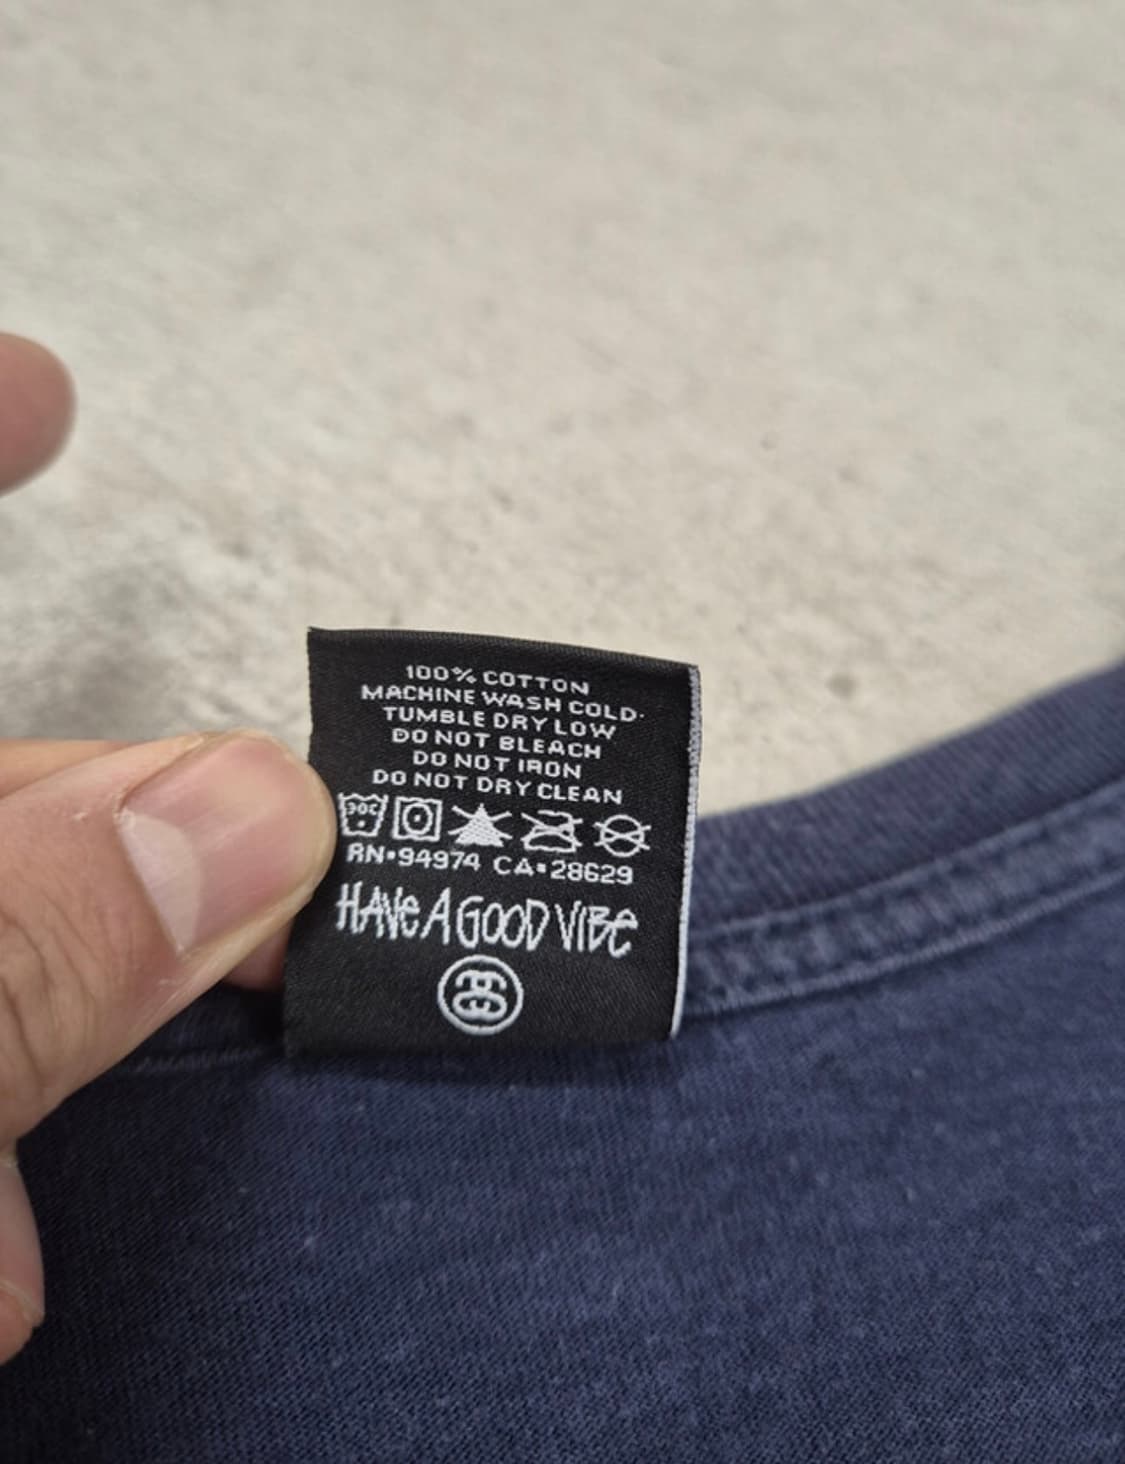 100% COTTON
MACHINE WASH COLD
TUMBLE DRY LOW
DO NOT BLEACH
DO NOT IRON
DO NOT DRY CLEAN
30C
RN•94974 CA•28629
HAVE A GOOD VIBE